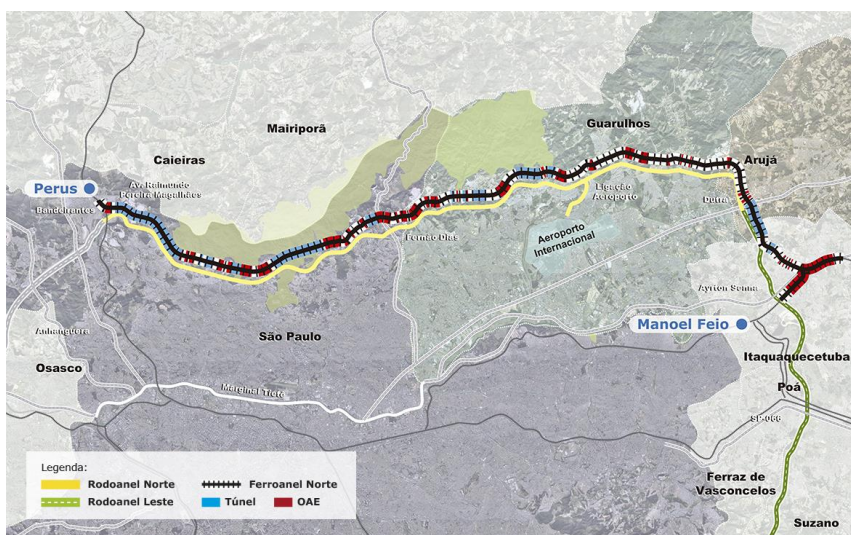 Guarulhos
Mairiporã
Caieiras
Arujá
Perus
Av. Raimundo
Pereira Magalhães
Bandeirantes
Ligação
Aeroporto
Dutra
Aeroporto
Internacional
Fernão Dias
Ayrton Senna
Manoel Feio
Anhanguera
São Paulo
Itaquaquecetuba
Osasco
Poá
Marginal Tietê
SP-066
Legenda:
Rodoanel Norte
Ferroanel Norte
Rodoanel Leste
Túnel
OAE
Ferraz de
Vasconcelos
Suzano